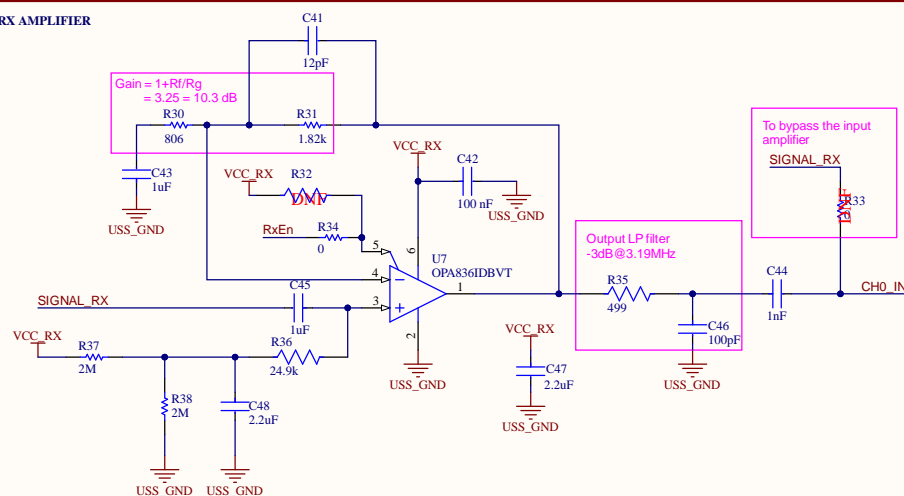 RX AMPLIFIER
C41
12pF
Gain = 1+Rf/Rg
= 3.25 = 10.3 dB
R30
806
R31
1.82k
C43
1uF
USS_GND
VCC_RX
R32
DNP
RxEn
R34
0
VCC_RX
C42
100 nF
USS_GND
5
6
4
3
1
2
U7
OPA836IDBVT
USS_GND
SIGNAL_RX
C45
1uF
VCC_RX
R37
2M
R36
24.9k
R38
2M
C48
2.2uF
USS_GND
USS_GND
VCC_RX
C47
2.2uF
USS_GND
Output LP filter
-3dB@3.19MHz
R35
499
C46
100pF
USS_GND
C44
1nF
To bypass the input
amplifier
SIGNAL_RX
R33
0
CH0_IN